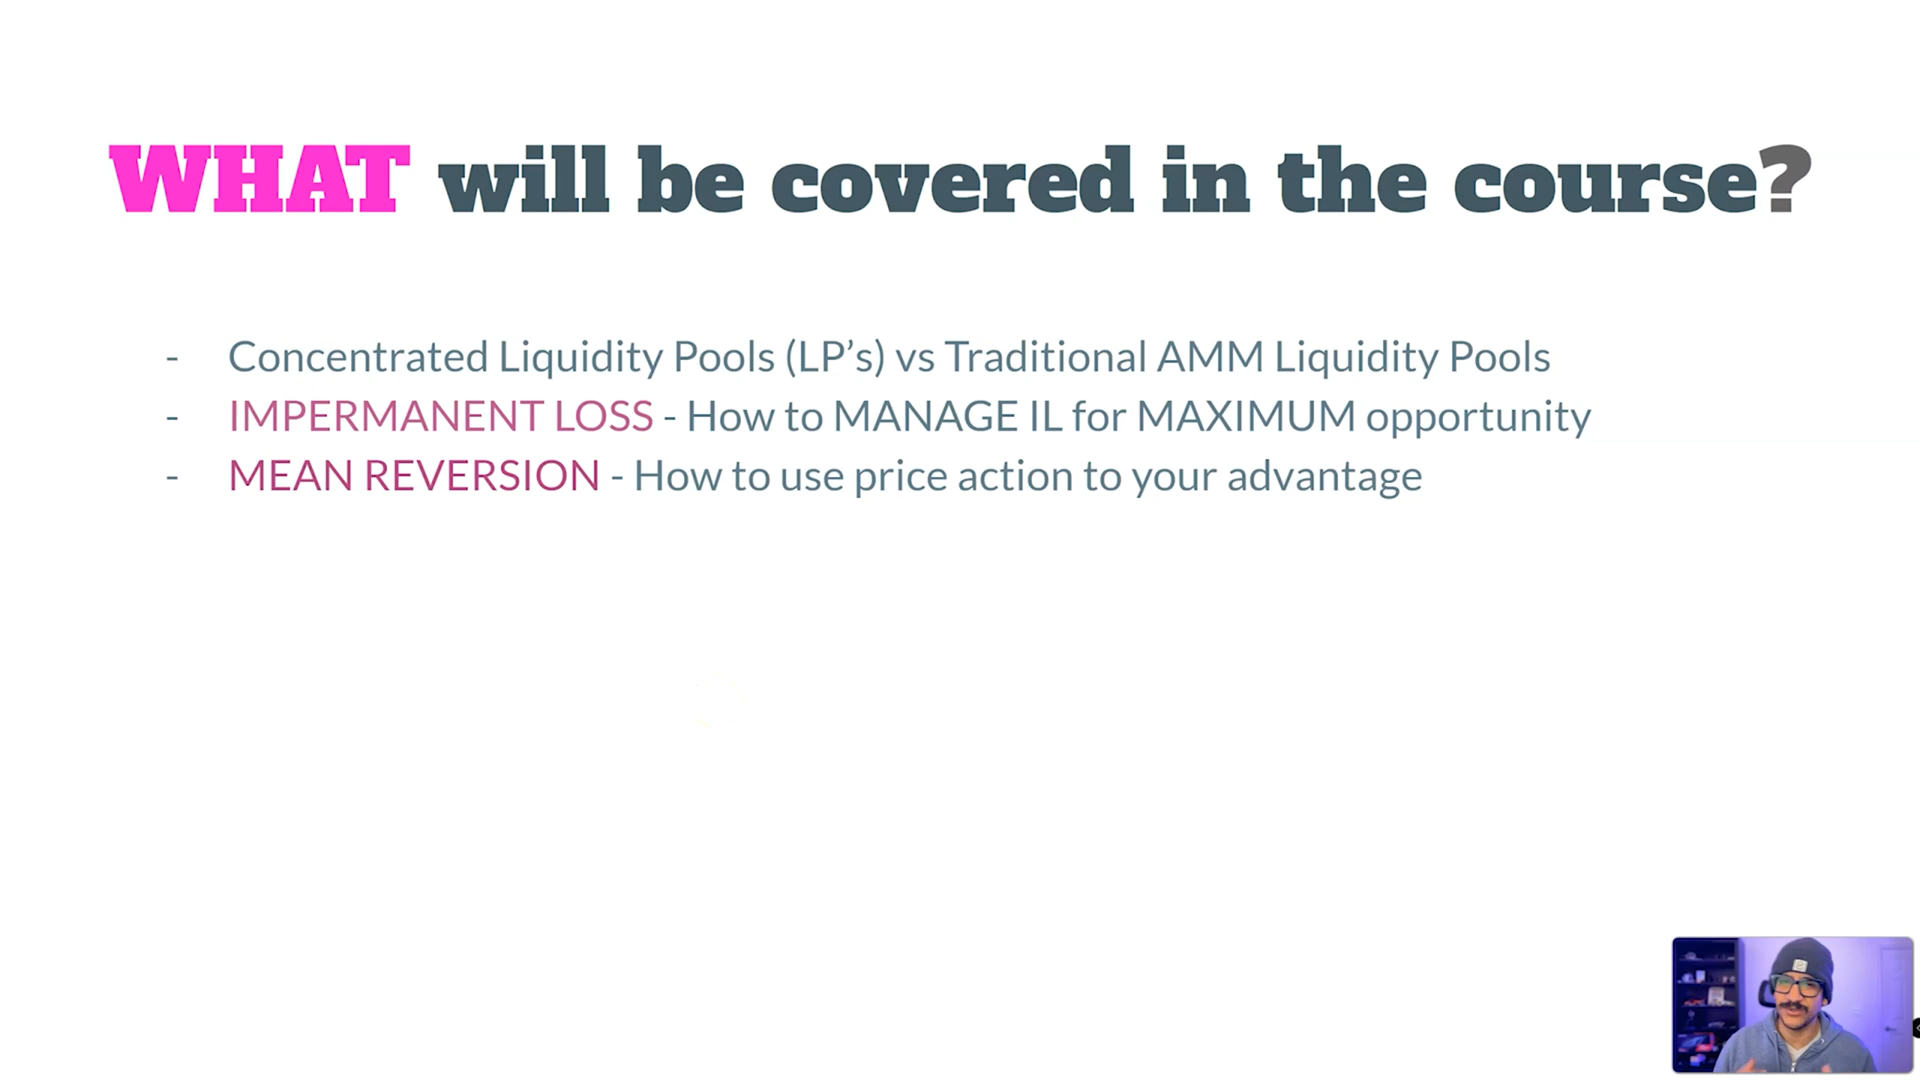 WHAT will be covered in the course?
- Concentrated Liquidity Pools (LP’s) vs Traditional AMM Liquidity Pools
- IMPERMANENT LOSS - How to MANAGE IL for MAXIMUM opportunity
- MEAN REVERSION - How to use price action to your advantage